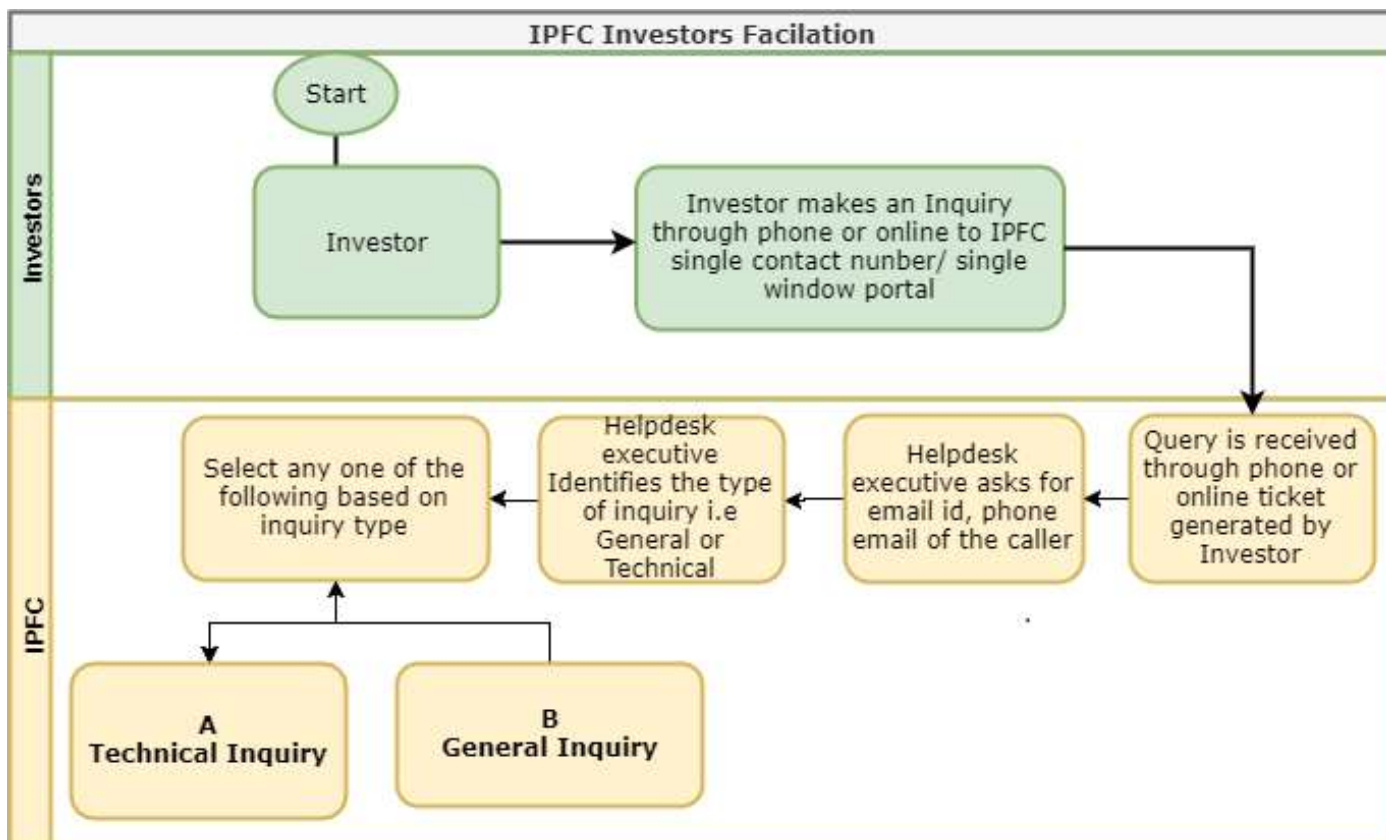 IPFC Investors Facilation
Investors
Start
Investor
Investor makes an Inquiry
through phone or online to IPFC
single contact nunber/ single
window portal
IPFC
Query is received
through phone or
online ticket
generated by
Investor
Helpdesk
executive asks for
email id, phone
email of the caller
Helpdesk
executive
Identifies the type
of inquiry i.e
General or
Technical
Select any one of the
following based on
inquiry type
A
Technical Inquiry
B
General Inquiry